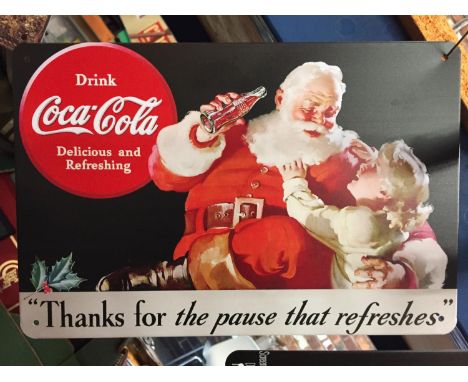 Drink
Coca-Cola
Delicious and
Refreshing
"Thanks for the pause that refreshes."